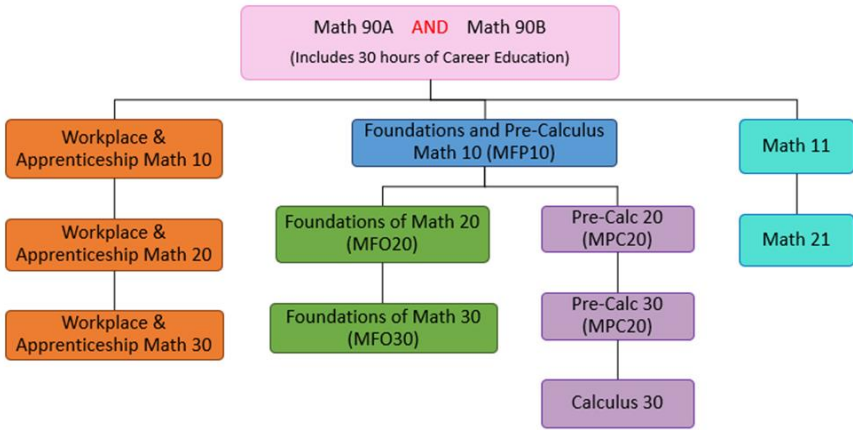 Math 90A AND Math 90B
(Includes 30 hours of Career Education)
Workplace &
Apprenticeship Math 10
Foundations and Pre-Calculus
Math 10 (MFP10)
Math 11
Workplace &
Apprenticeship Math 20
Foundations of Math 20
(MFO20)
Pre-Calc 20
(MPC20)
Math 21
Workplace &
Apprenticeship Math 30
Foundations of Math 30
(MFO30)
Pre-Calc 30
(MPC20)
Calculus 30